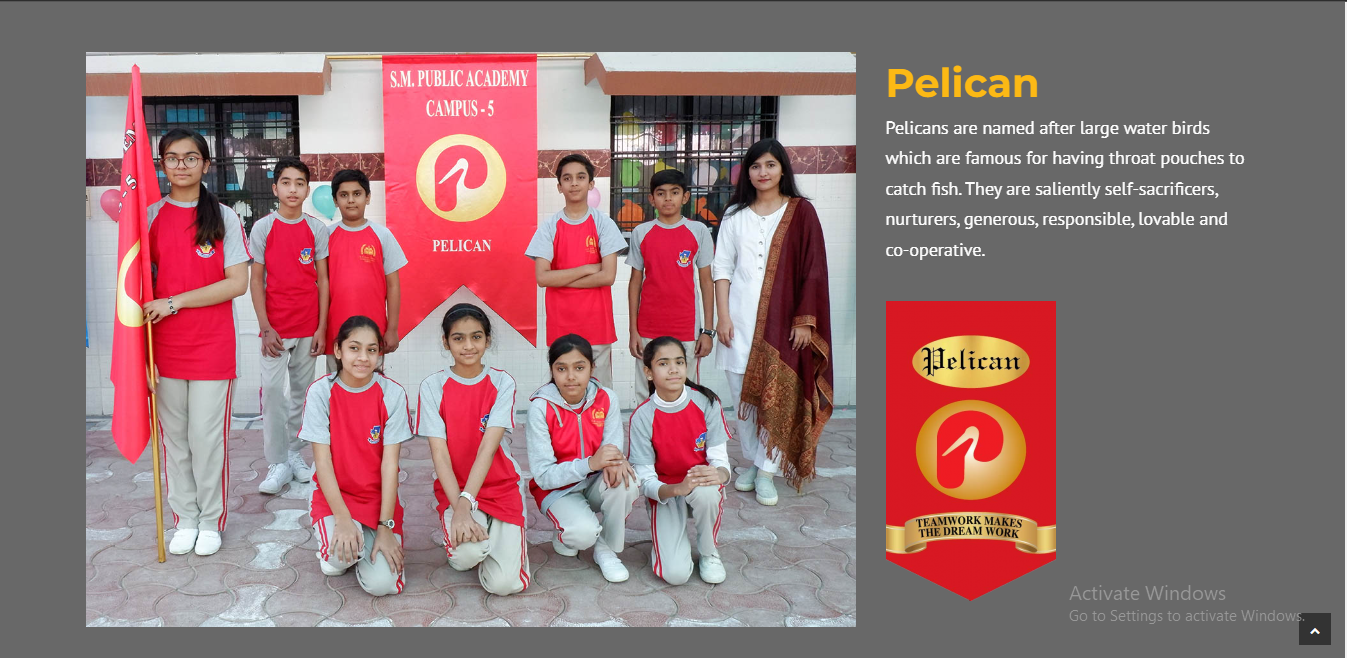 S.M. PUBLIC ACADEMY
CAMPUS - 5
PELICAN
Pelican
Pelicans are named after large water birds
which are famous for having throat pouches to
catch fish. They are saliently self-sacrificers,
nurturers, generous, responsible, lovable and
co-operative.
Pelican
TEAMWORK MAKES
THE DREAM WORK
Activate Windows
Go to Settings to activate Windows.